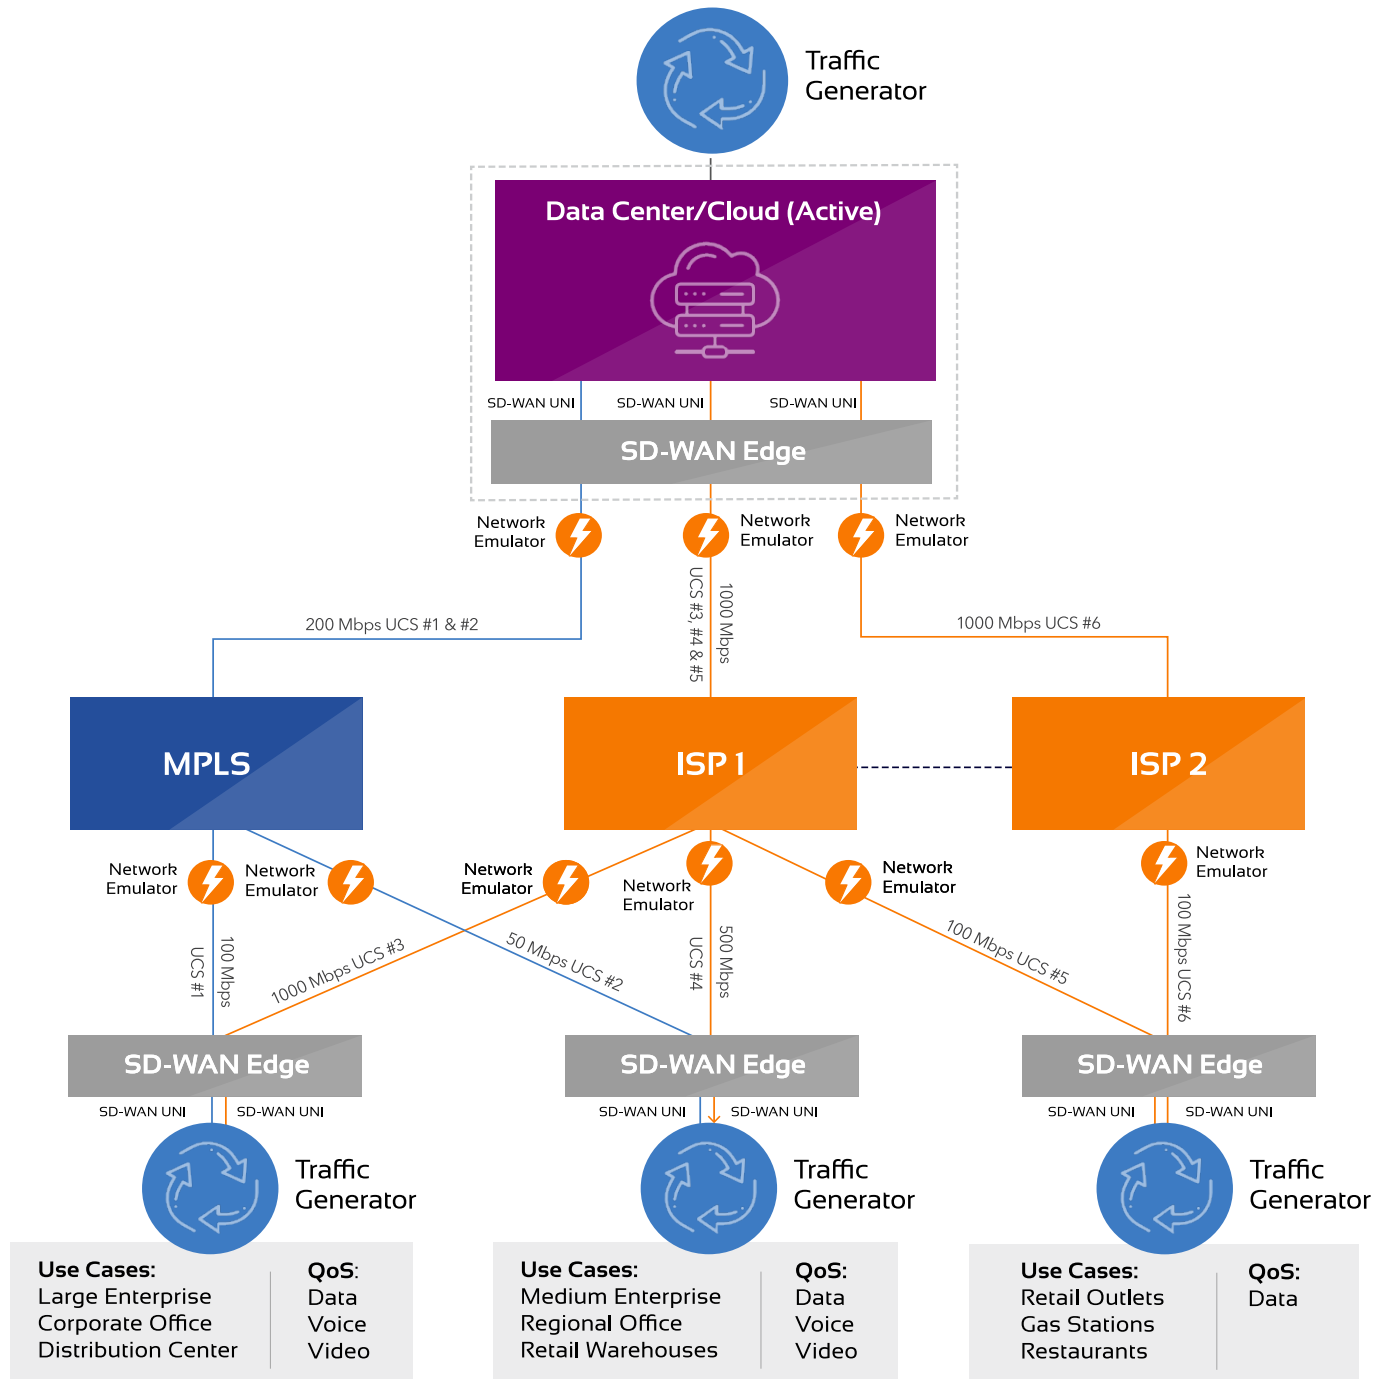 Traffic
Generator
Data Center/Cloud (Active)
SD-WAN UNI
SD-WAN UNI
SD-WAN UNI
SD-WAN Edge
Network
Emulator
Network
Emulator
Network
Emulator
200 Mbps UCS #1 & #2
1000 Mbps
UCS #3, #4 & #5
1000 Mbps UCS #6
MPLS
ISP 1
ISP 2
Network
Emulator
Network
Emulator
Network
Emulator
Network
Emulator
Network
Emulator
Network
Emulator
100 Mbps
UCS #1
1000 Mbps UCS #3
50 Mbps UCS #2
500 Mbps
UCS #4
100 Mbps UCS #5
100 Mbps UCS #6
SD-WAN Edge
SD-WAN Edge
SD-WAN Edge
SD-WAN UNI
SD-WAN UNI
SD-WAN UNI
SD-WAN UNI
SD-WAN UNI
SD-WAN UNI
Traffic
Generator
Traffic
Generator
Traffic
Generator
Use Cases:
Large Enterprise
Corporate Office
Distribution Center
QoS:
Data
Voice
Video
Use Cases:
Medium Enterprise
Regional Office
Retail Warehouses
QoS:
Data
Voice
Video
Use Cases:
Retail Outlets
Gas Stations
Restaurants
QoS:
Data